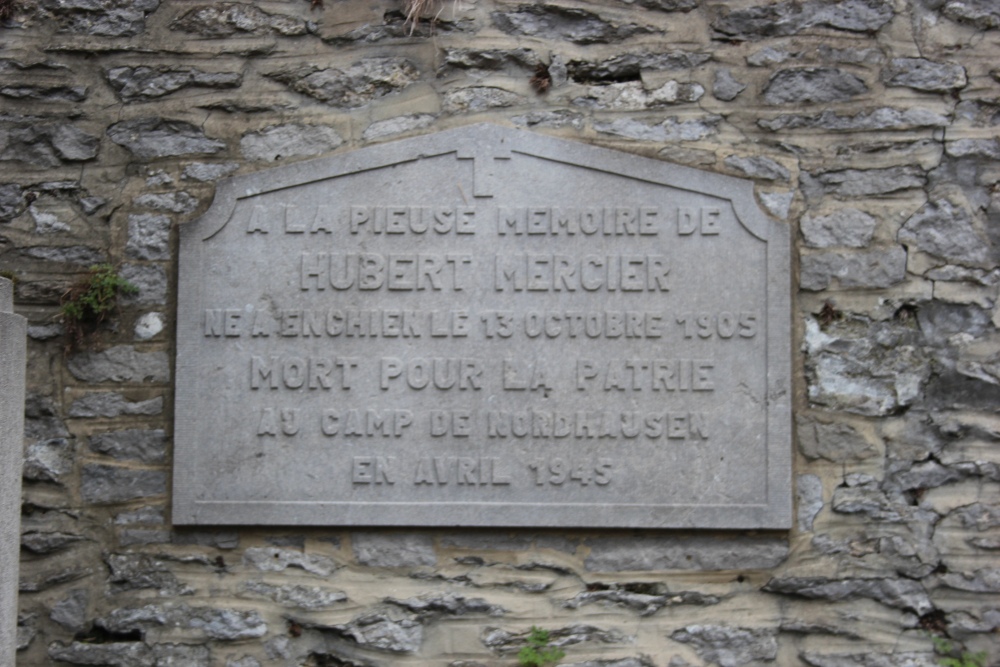 A LA PIEUSE MEMOIRE DE
HUBERT MERCIER
NE A ENGHIEN LE 13 OCTOBRE 1905
MORT POUR LA PATRIE
AU CAMP DE NORDHAUSEN
EN AVRIL 1945